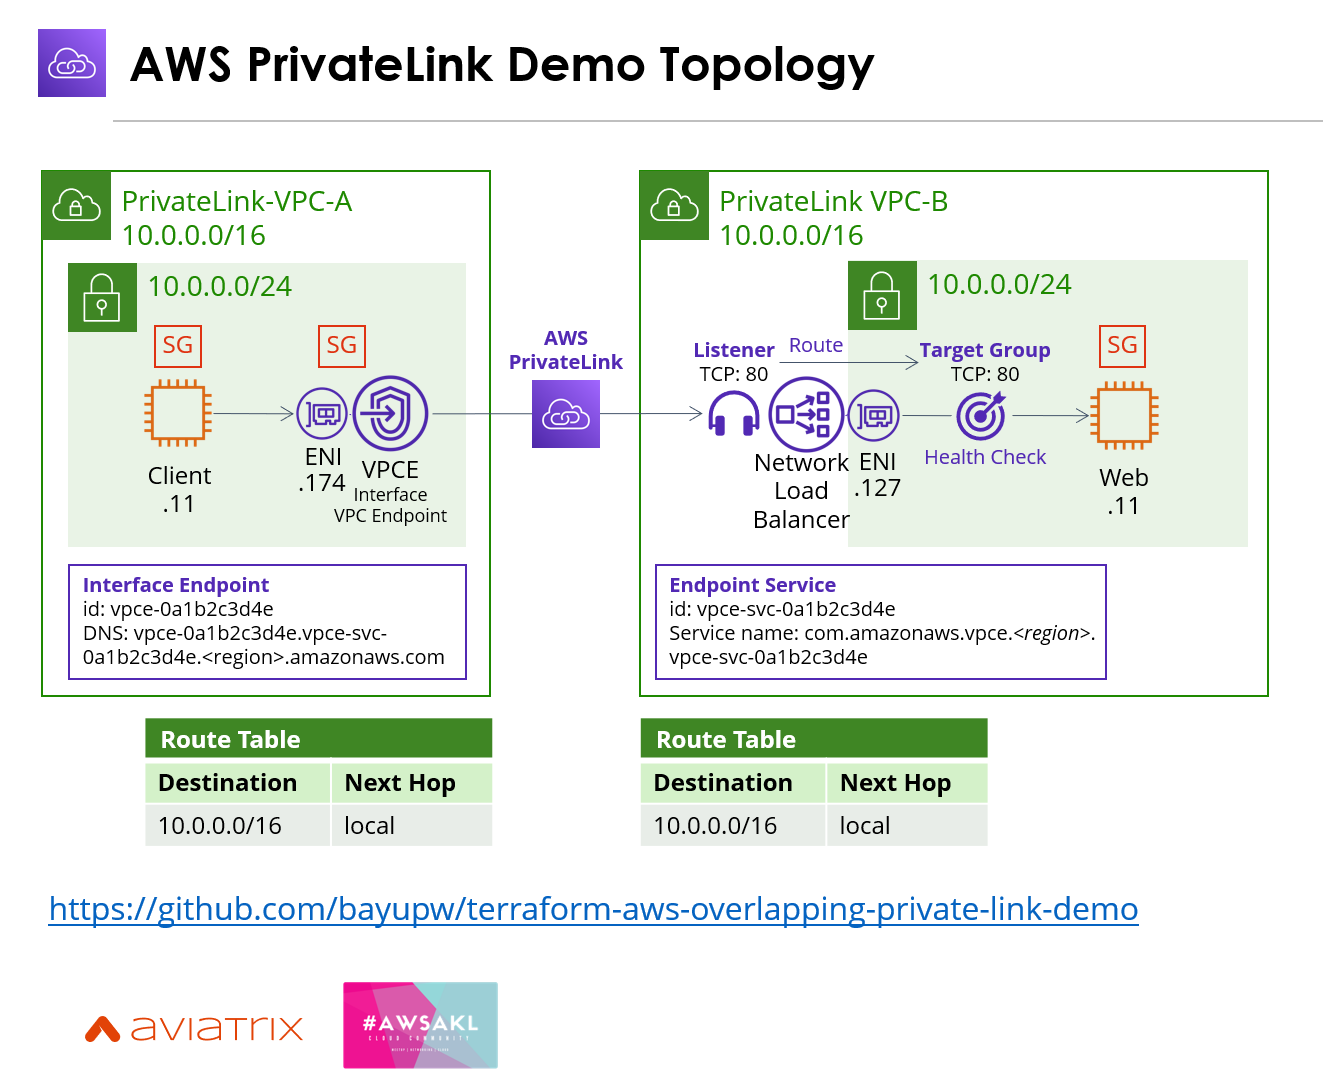 AWS PrivateLink Demo Topology
PrivateLink-VPC-A
10.0.0.0/16
10.0.0.0/24
SG
SG
Client
.11
ENI
.174
VPCE
Interface
VPC Endpoint
Interface Endpoint
id: vpce-0a1b2c3d4e
DNS: vpce-0a1b2c3d4e.vpce-svc-
0a1b2c3d4e.<region>.amazonaws.com
AWS
PrivateLink
PrivateLink VPC-B
10.0.0.0/16
10.0.0.0/24
Listener
TCP: 80
Route
Target Group
TCP: 80
SG
Network
Load
Balancer
ENI
.127
Health Check
Web
.11
Endpoint Service
id: vpce-svc-0a1b2c3d4e
Service name: com.amazonaws.vpce.<region>.
vpce-svc-0a1b2c3d4e
Route Table
Destination Next Hop
10.0.0.0/16 local
Route Table
Destination Next Hop
10.0.0.0/16 local
https://github.com/bayupw/terraform-aws-overlapping-private-link-demo
aviatrix
#AWSAKL
CLOUD COMMUNITY